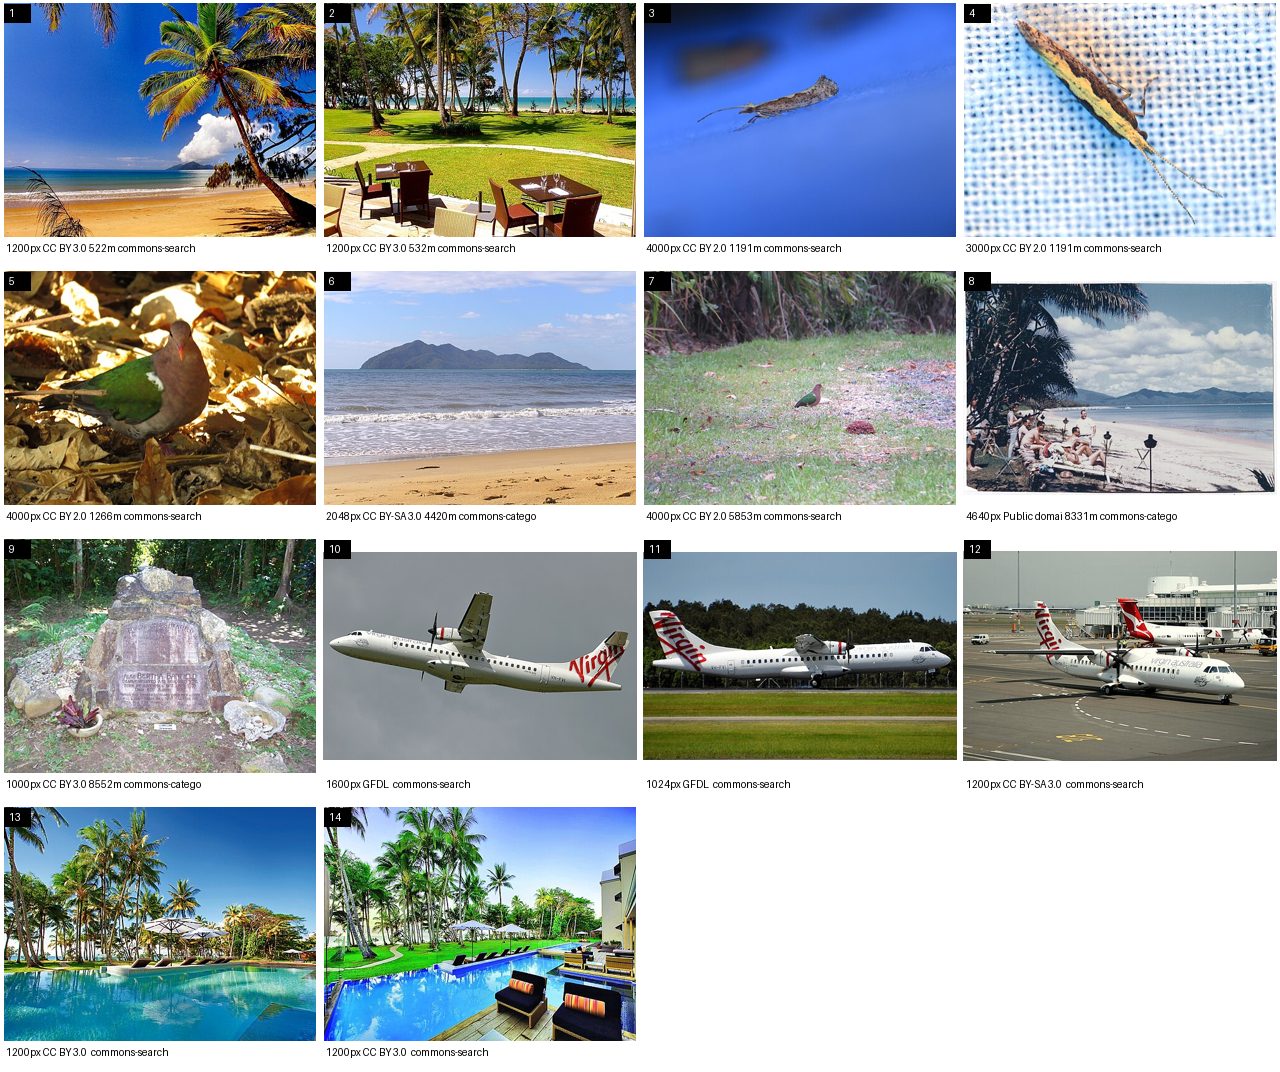 1
1200px CC BY 3.0 522m commons-search
2
1200px CC BY 3.0 532m commons-search
3
4000px CC BY 2.0 1191m commons-search
4
3000px CC BY 2.0 1191m commons-search
5
4000px CC BY 2.0 1266m commons-search
6
2048px CC BY-SA 3.0 4420m commons-catego
7
4000px CC BY 2.0 5853m commons-search
8
4640px Public domai 8331m commons-catego
9
1000px CC BY 3.0 8552m commons-catego
10
Virgin
1600px GFDL commons-search
11
Virgin
1024px GFDL commons-search
12
Virgin
virgin australia
1200px CC BY-SA 3.0 commons-search
13
1200px CC BY 3.0 commons-search
14
1200px CC BY 3.0 commons-search